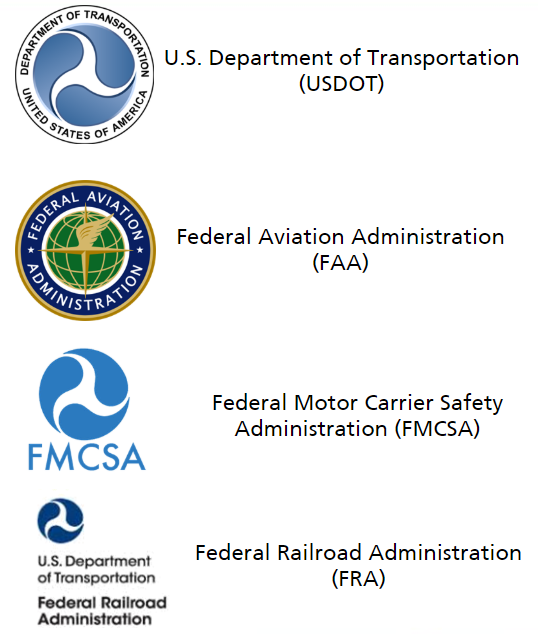 DEPARTMENT OF TRANSPORTATION
UNITED STATES OF AMERICA
U.S. Department of Transportation
(USDOT)
FEDERAL AVIATION
ADMINISTRATION
Federal Aviation Administration
(FAA)
FMCSA
Federal Motor Carrier Safety
Administration (FMCSA)
U.S. Department
of Transportation
Federal Railroad
Administration
Federal Railroad Administration
(FRA)